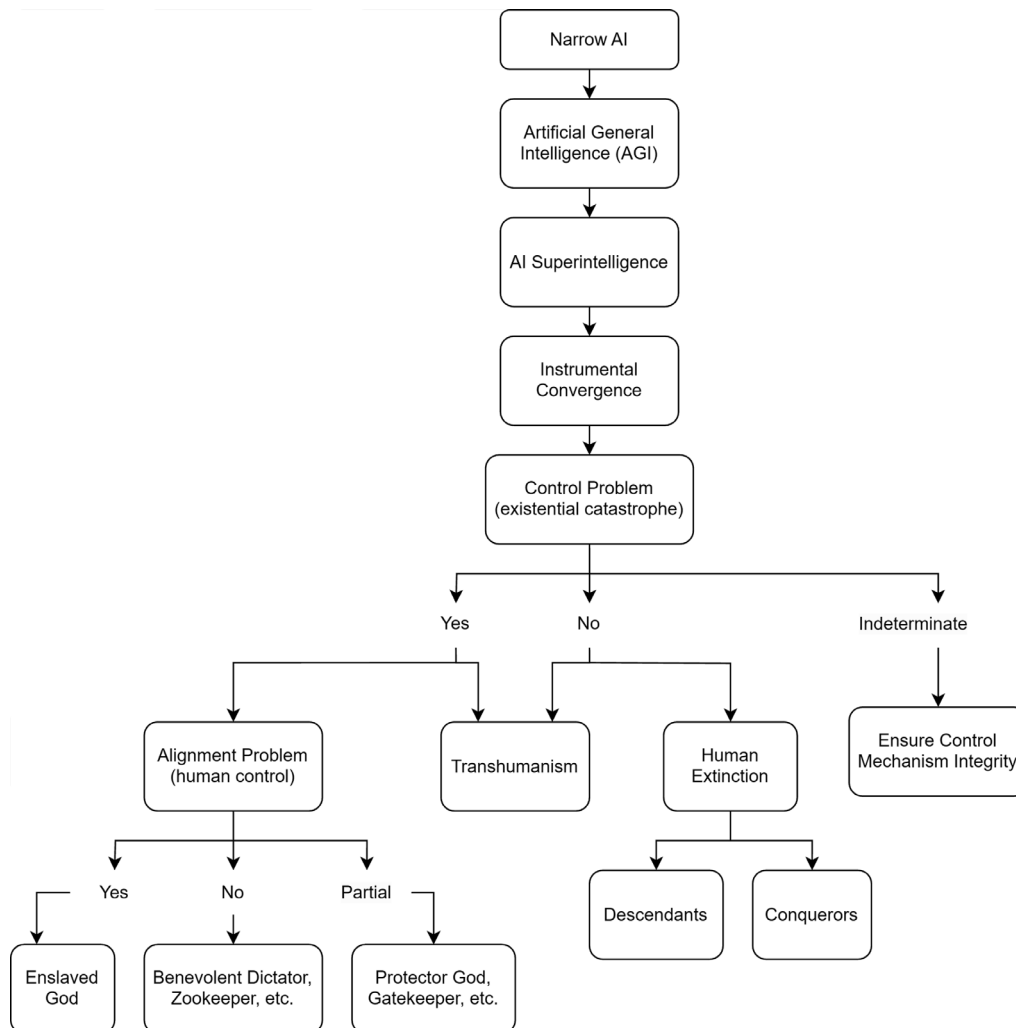 Narrow AI
Artificial General
Intelligence (AGI)
AI Superintelligence
Instrumental
Convergence
Control Problem
(existential catastrophe)
Yes
No
Indeterminate
Alignment Problem
(human control)
Transhumanism
Human
Extinction
Ensure Control
Mechanism Integrity
Yes
No
Partial
Descendants
Conquerors
Enslaved
God
Benevolent Dictator,
Zookeeper, etc.
Protector God,
Gatekeeper, etc.